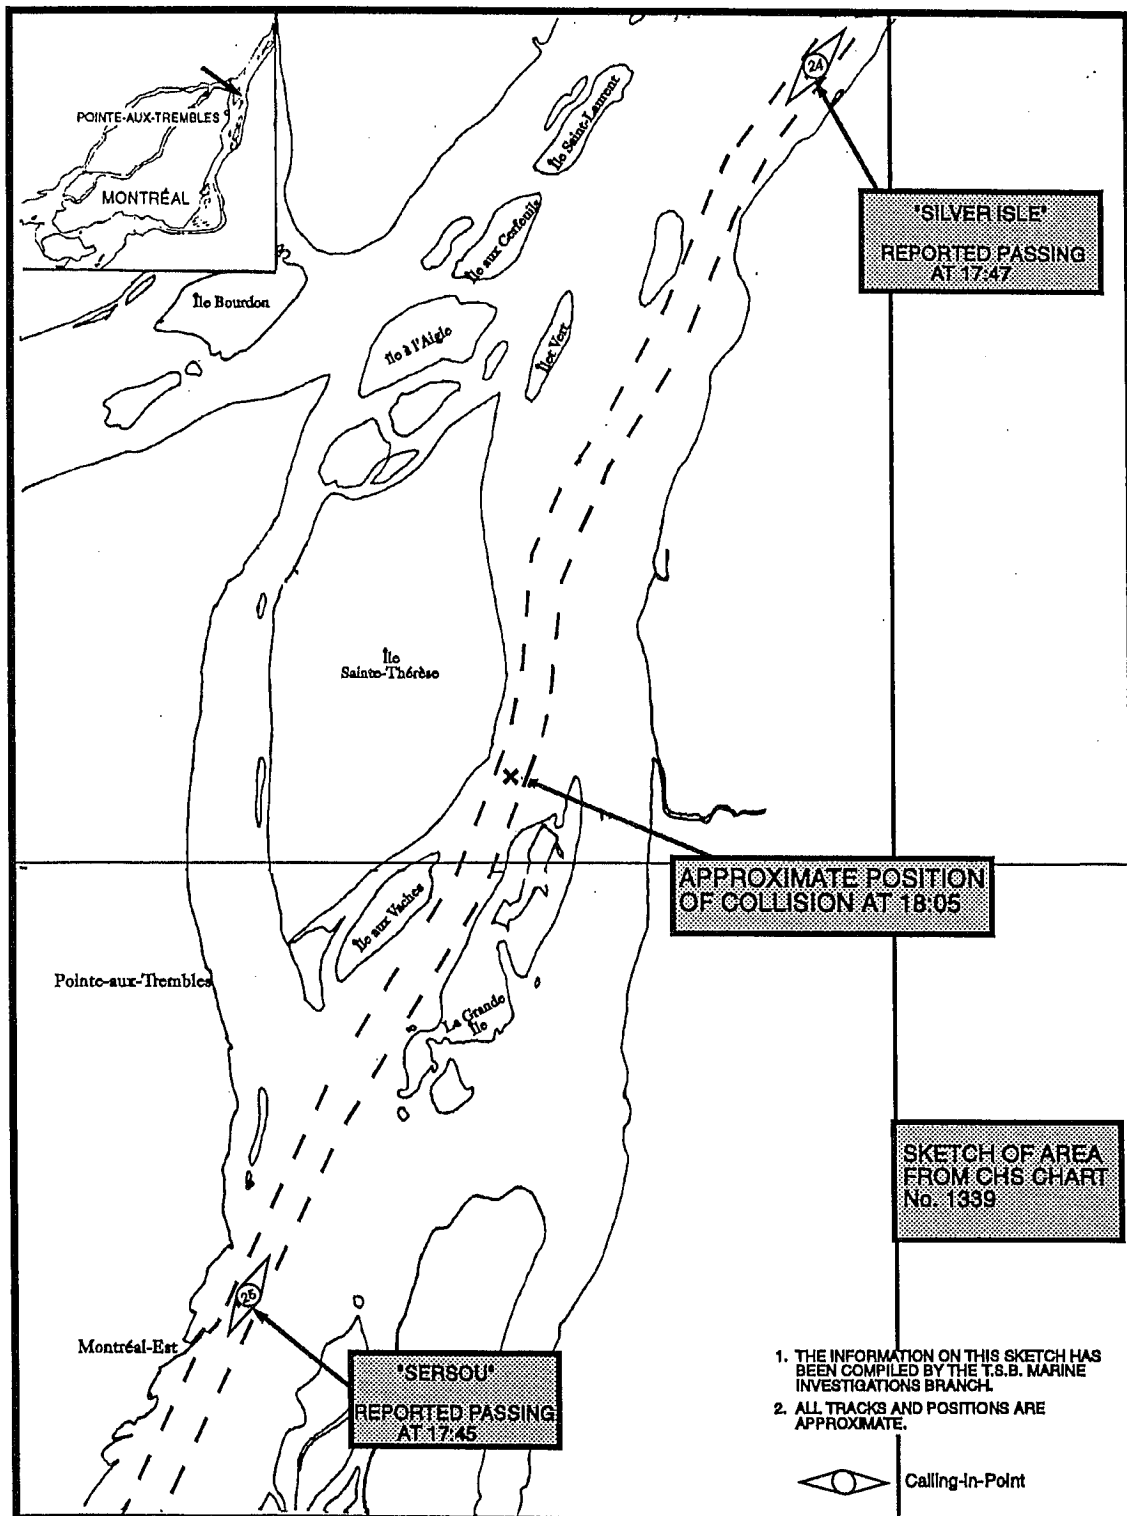 POINTE-AUX-TREMBLES
MONTRÉAL
24
Île Saint-Laurent
"SILVER ISLE"
REPORTED PASSING
AT 17:47
Île aux Cerfeuils
Île Bourdon
Île à l'Aigle
Îlet Vert
Île
Sainte-Thérèse
APPROXIMATE POSITION
OF COLLISION AT 18:05
Île aux Vaches
Pointe-aux-Trembles
La Grande
Île
SKETCH OF AREA
FROM CHS CHART
No. 1339
25
Montréal-Est
"SERSOU"
REPORTED PASSING
AT 17:45
1. THE INFORMATION ON THIS SKETCH HAS
BEEN COMPILED BY THE T.S.B. MARINE
INVESTIGATIONS BRANCH.
2. ALL TRACKS AND POSITIONS ARE
APPROXIMATE.
Calling-In-Point